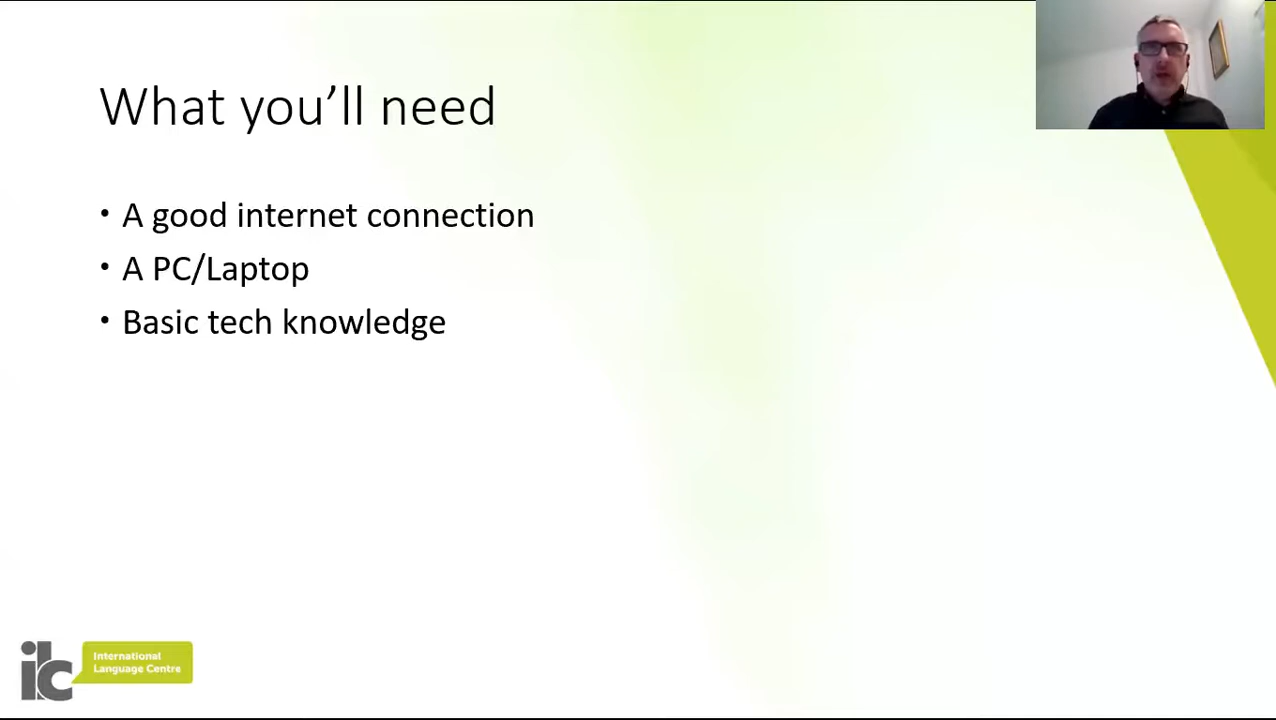 What you’ll need
• A good internet connection
• A PC/Laptop
• Basic tech knowledge
ilc
International
Language Centre